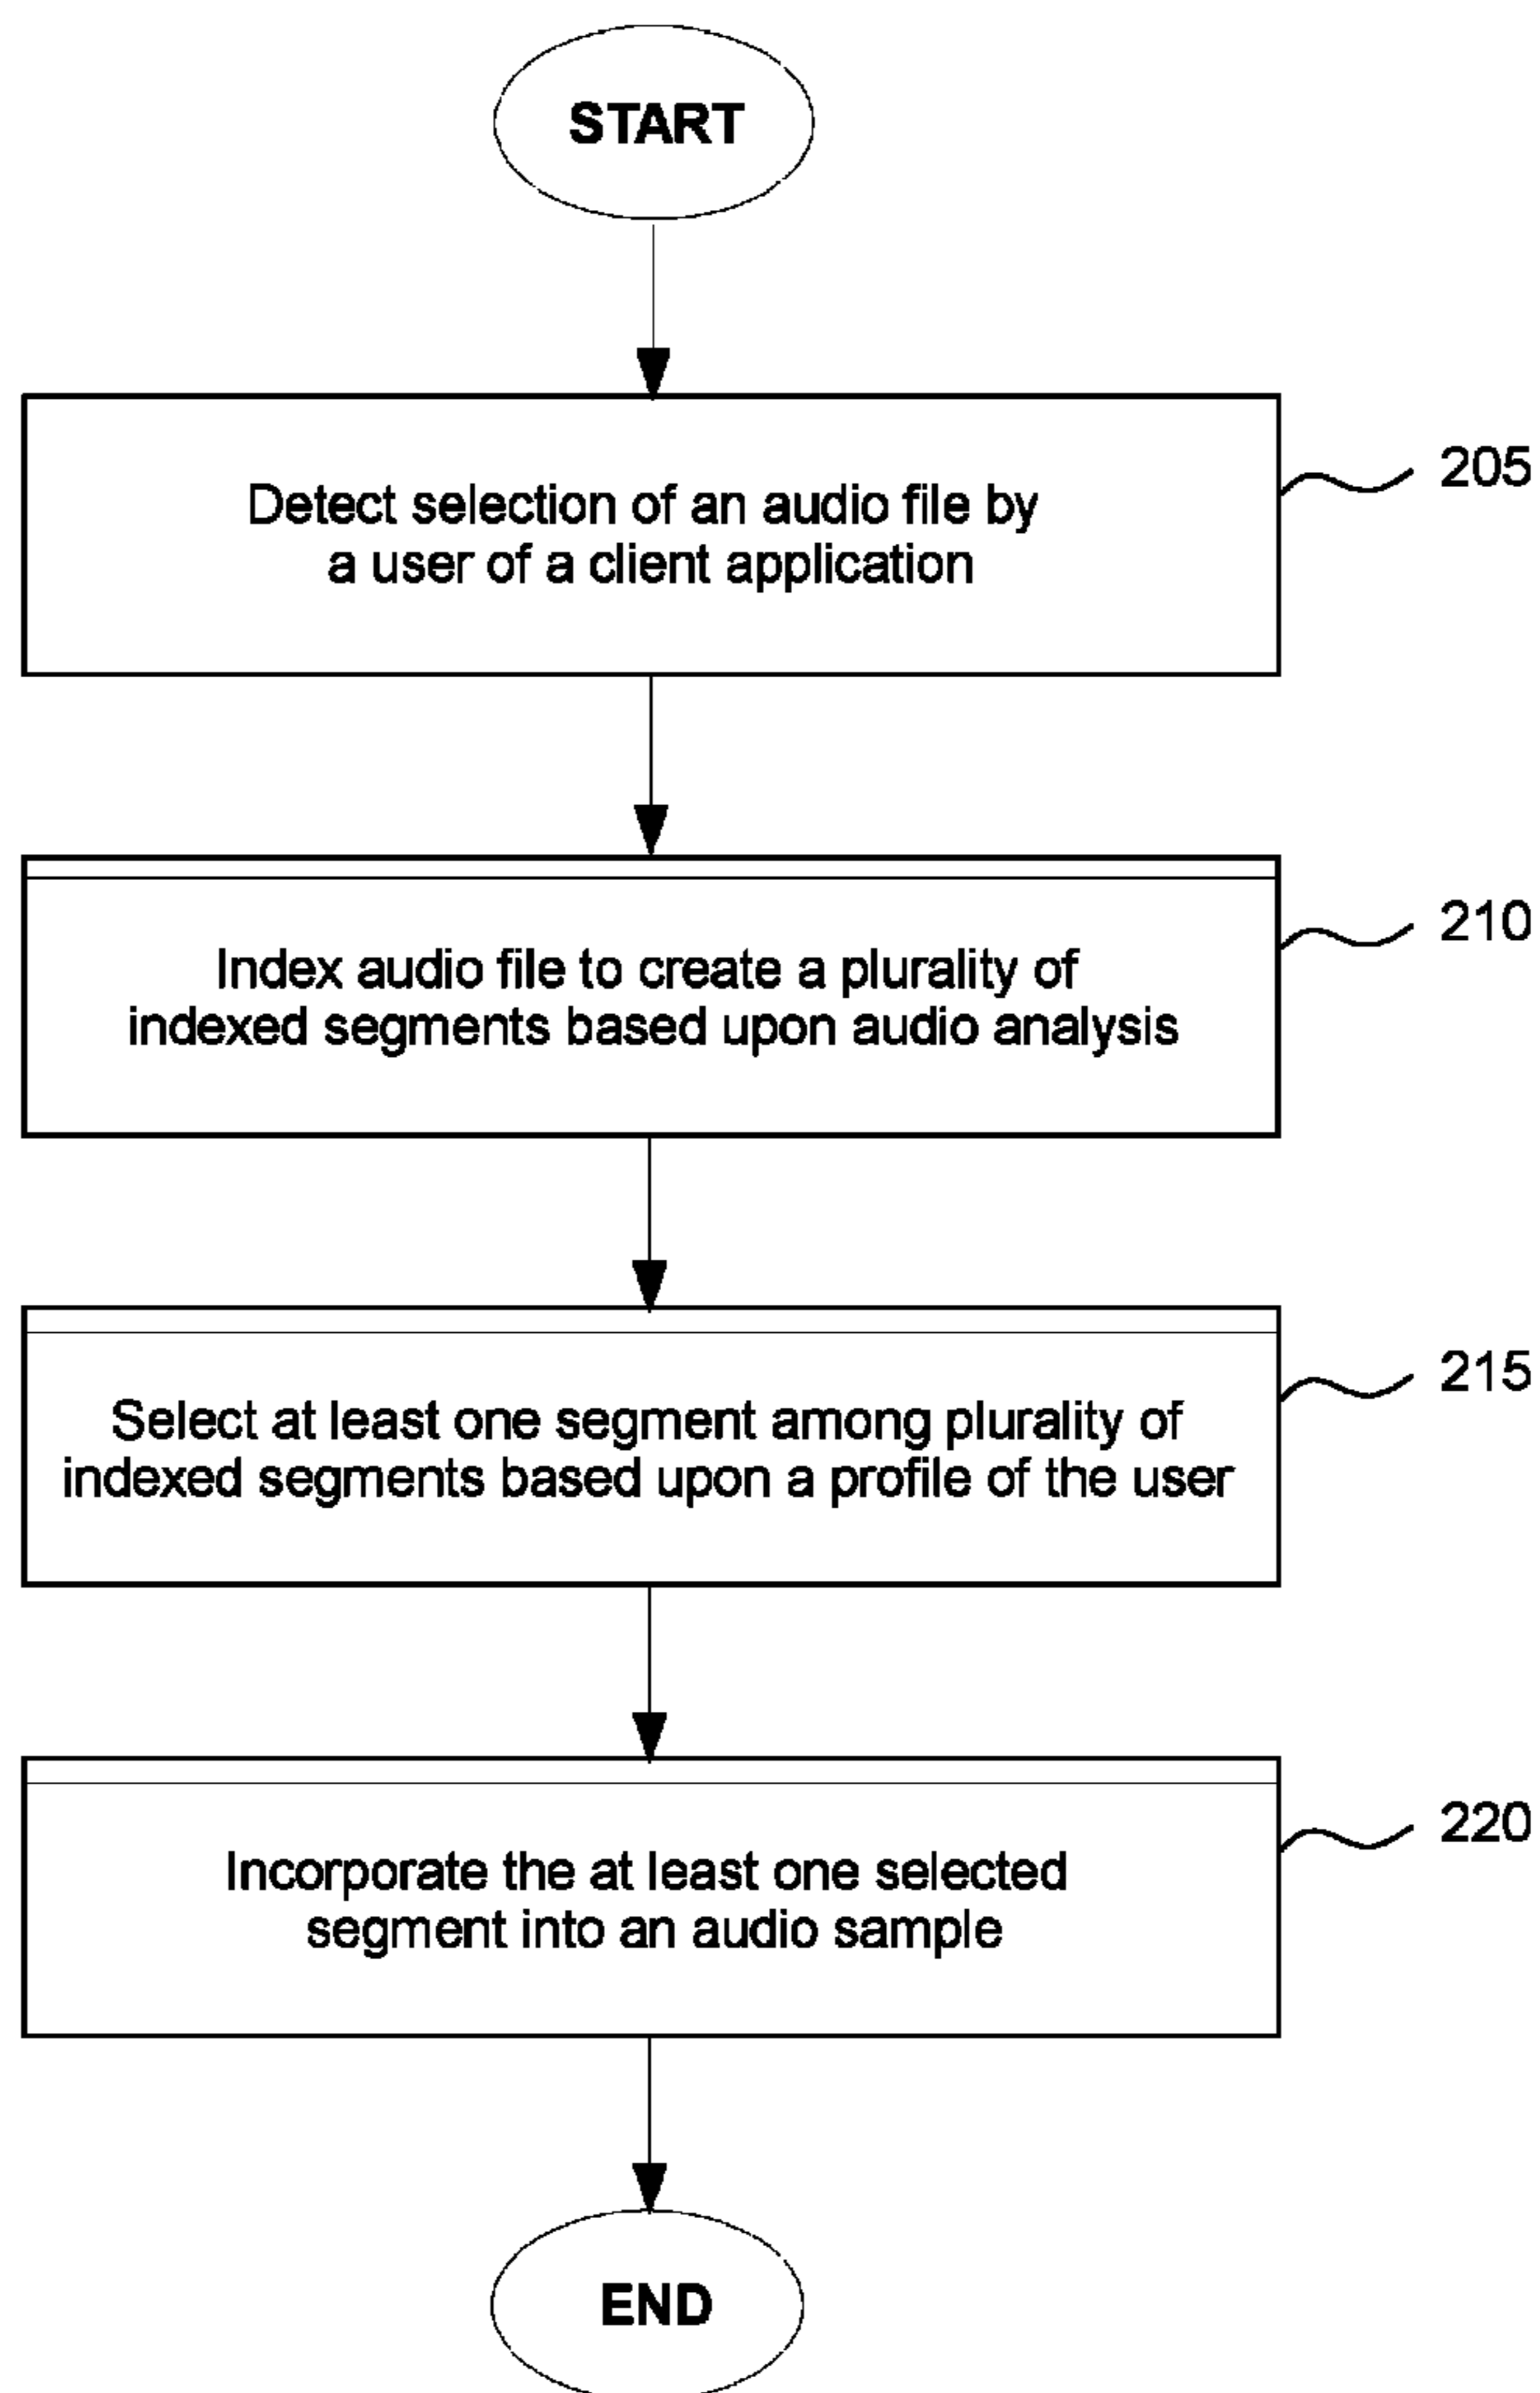 START
Detect selection of an audio file by
a user of a client application
205
Index audio file to create a plurality of
indexed segments based upon audio analysis
210
Select at least one segment among plurality of
indexed segments based upon a profile of the user
215
Incorporate the at least one selected
segment into an audio sample
220
END